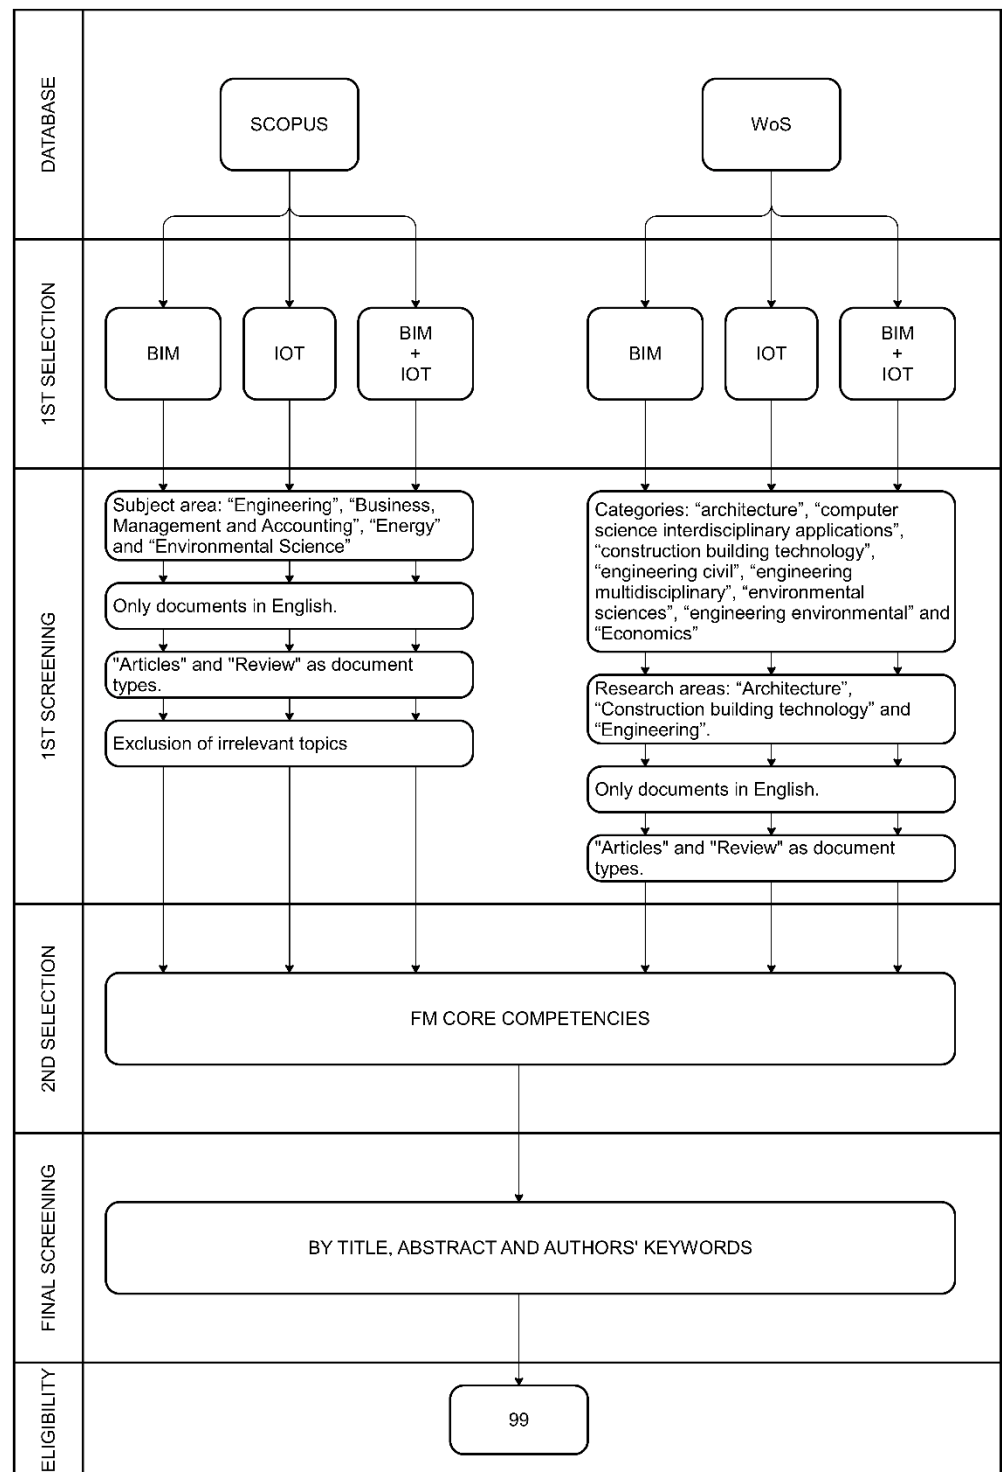 DATABASE
SCOPUS
WoS
1ST SELECTION
BIM
IOT
BIM
+
IOT
BIM
IOT
BIM
+
IOT
1ST SCREENING
Subject area: “Engineering”, “Business,
Management and Accounting”, “Energy”
and “Environmental Science”
Only documents in English.
"Articles" and "Review" as document
types.
Exclusion of irrelevant topics
Categories: “architecture”, “computer
science interdisciplinary applications”,
“construction building technology”,
“engineering civil”, “engineering
multidisciplinary”, “environmental
sciences”, “engineering environmental” and
“Economics”
Research areas: “Architecture”,
“Construction building technology” and
“Engineering”.
Only documents in English.
"Articles" and "Review" as document
types.
2ND SELECTION
FM CORE COMPETENCIES
FINAL SCREENING
BY TITLE, ABSTRACT AND AUTHORS' KEYWORDS
ELIGIBILITY
99